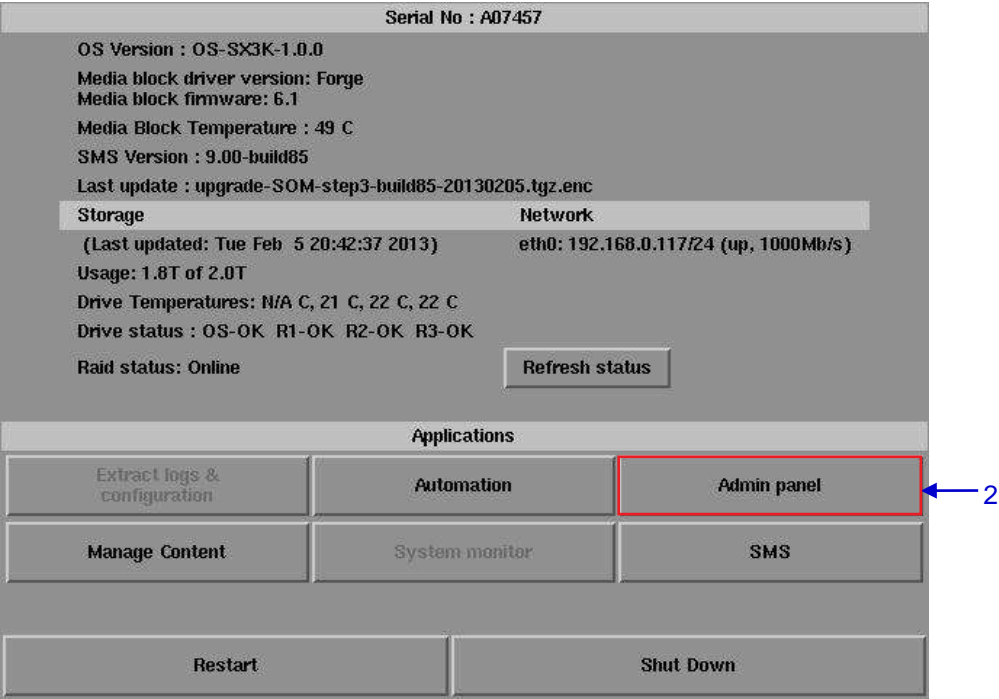 Serial No : A07457
OS Version : OS-SX3K-1.0.0
Media block driver version: Forge
Media block firmware: 6.1
Media Block Temperature : 49 C
SMS Version : 9.00-build85
Last update : upgrade-SOM-step3-build85-20130205.tgz.enc
Storage Network
(Last updated: Tue Feb 5 20:42:37 2013) eth0: 192.168.0.117/24 (up, 1000Mb/s)
Usage: 1.8T of 2.0T
Drive Temperatures: N/A C, 21 C, 22 C, 22 C
Drive status : OS-OK R1-OK R2-OK R3-OK
Raid status: Online Refresh status
Applications
Extract logs &
configuration
Automation
Admin panel
2
Manage Content
System monitor
SMS
Restart
Shut Down